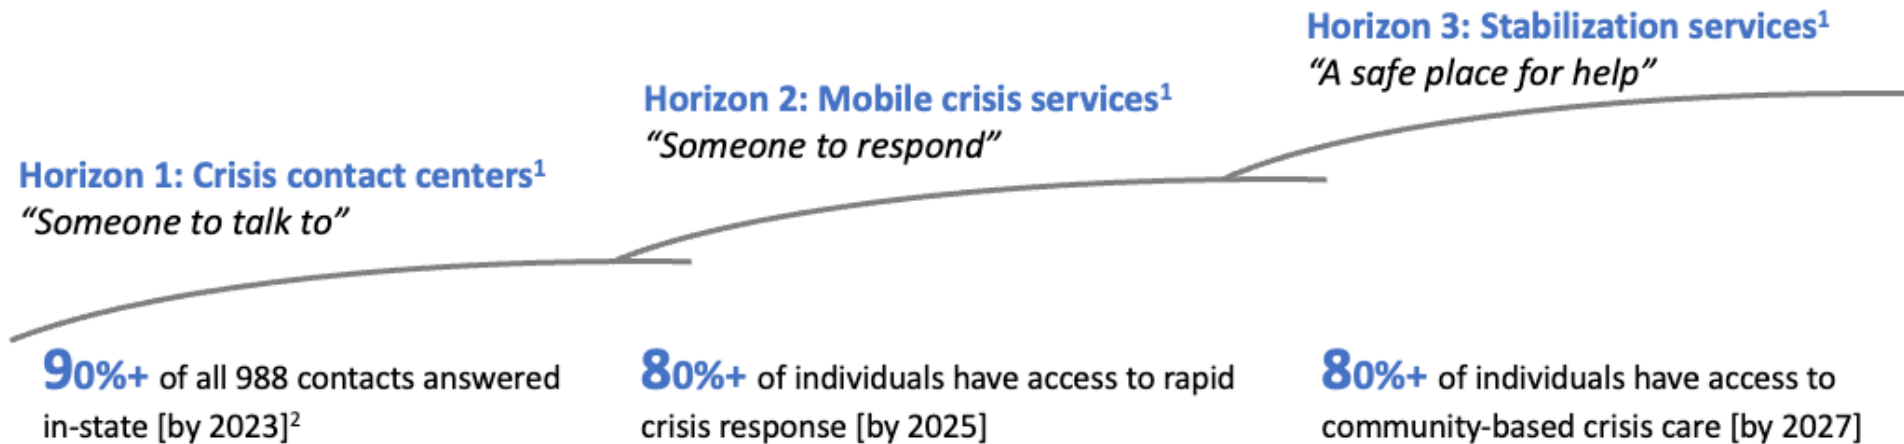 Horizon 1: Crisis contact centers¹
“Someone to talk to”
90%+ of all 988 contacts answered
in-state [by 2023]²
Horizon 2: Mobile crisis services¹
“Someone to respond”
80%+ of individuals have access to rapid
crisis response [by 2025]
Horizon 3: Stabilization services¹
“A safe place for help”
80%+ of individuals have access to
community-based crisis care [by 2027]